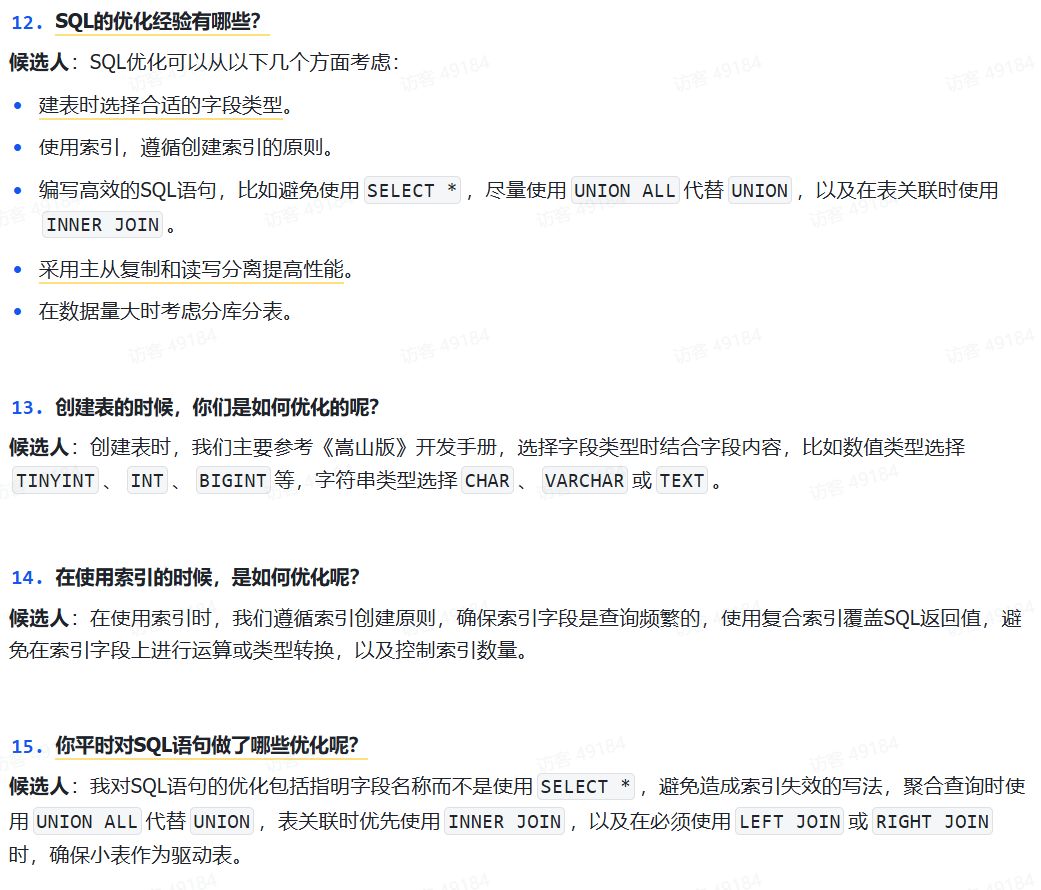 12. SQL的优化经验有哪些？
候选人：SQL优化可以从以下几个方面考虑：
• 建表时选择合适的字段类型。
• 使用索引，遵循创建索引的原则。
• 编写高效的SQL语句，比如避免使用 SELECT * ，尽量使用 UNION ALL 代替 UNION ，以及在表关联时使用
INNER JOIN 。
• 采用主从复制和读写分离提高性能。
• 在数据量大时考虑分库分表。
13. 创建表的时候，你们是如何优化的呢？
候选人：创建表时，我们主要参考《嵩山版》开发手册，选择字段类型时结合字段内容，比如数值类型选择
TINYINT 、 INT 、 BIGINT 等，字符串类型选择 CHAR 、 VARCHAR 或 TEXT 。
14. 在使用索引的时候，是如何优化呢？
候选人：在使用索引时，我们遵循索引创建原则，确保索引字段是查询频繁的，使用复合索引覆盖SQL返回值，避
免在索引字段上进行运算或类型转换，以及控制索引数量。
15. 你平时对SQL语句做了哪些优化呢？
候选人：我对SQL语句的优化包括指明字段名称而不是使用 SELECT * ，避免造成索引失效的写法，聚合查询时使
用 UNION ALL 代替 UNION ，表关联时优先使用 INNER JOIN ，以及在必须使用 LEFT JOIN 或 RIGHT JOIN
时，确保小表作为驱动表。
访客 49184